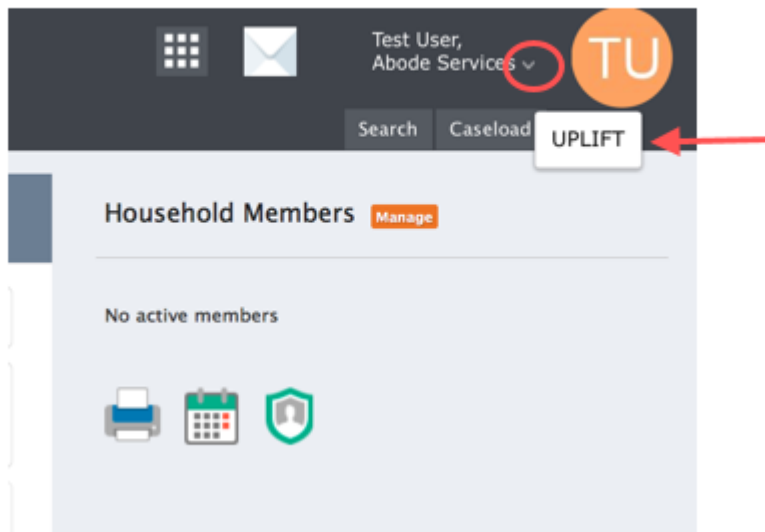 Test User,
Abode Services
TU
Search Caseload UPLIFT
Household Members Manage
No active members